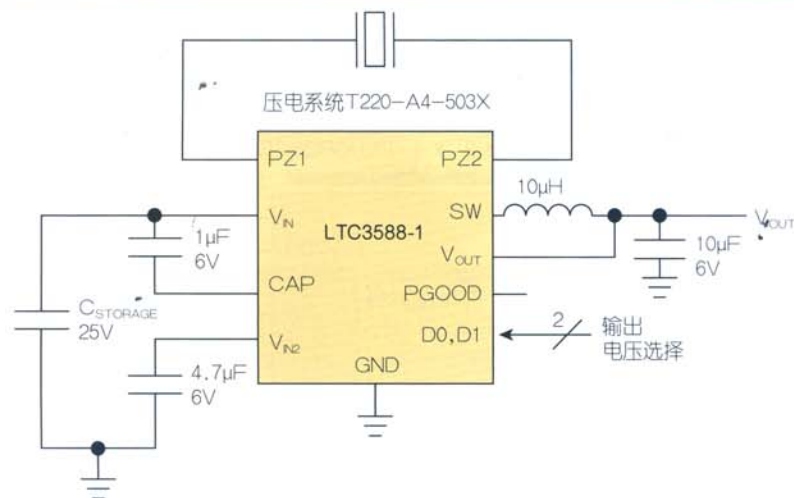 压电系统T220-A4-503X
PZ1
PZ2
10μH
SW
VIN
LTC3588-1
VOUT
1μF
6V
VOUT
10μF
6V
CAP
PGOOD
CSTORAGE
25V
D0,D1
2
输出
电压选择
VIN2
4.7μF
6V
GND